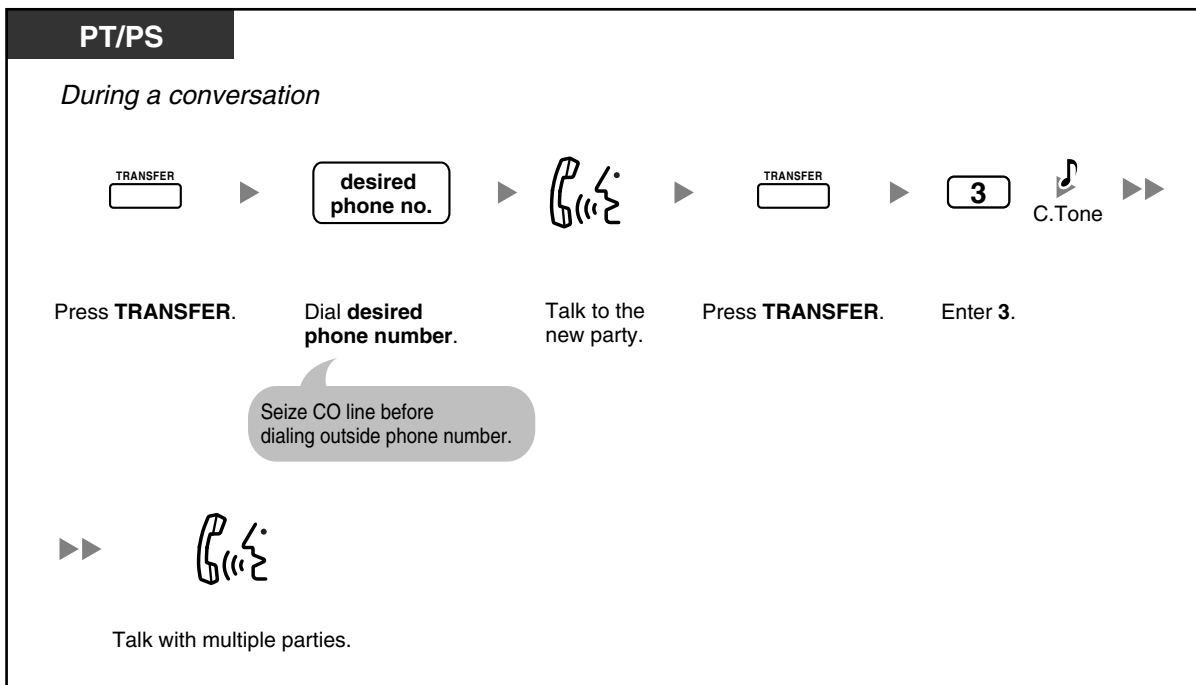 PT/PS
During a conversation
TRANSFER
desired
phone no.
TRANSFER
3
C.Tone
Press TRANSFER.
Dial desired
phone number.
Talk to the
new party.
Press TRANSFER.
Enter 3.
Seize CO line before
dialing outside phone number.
Talk with multiple parties.